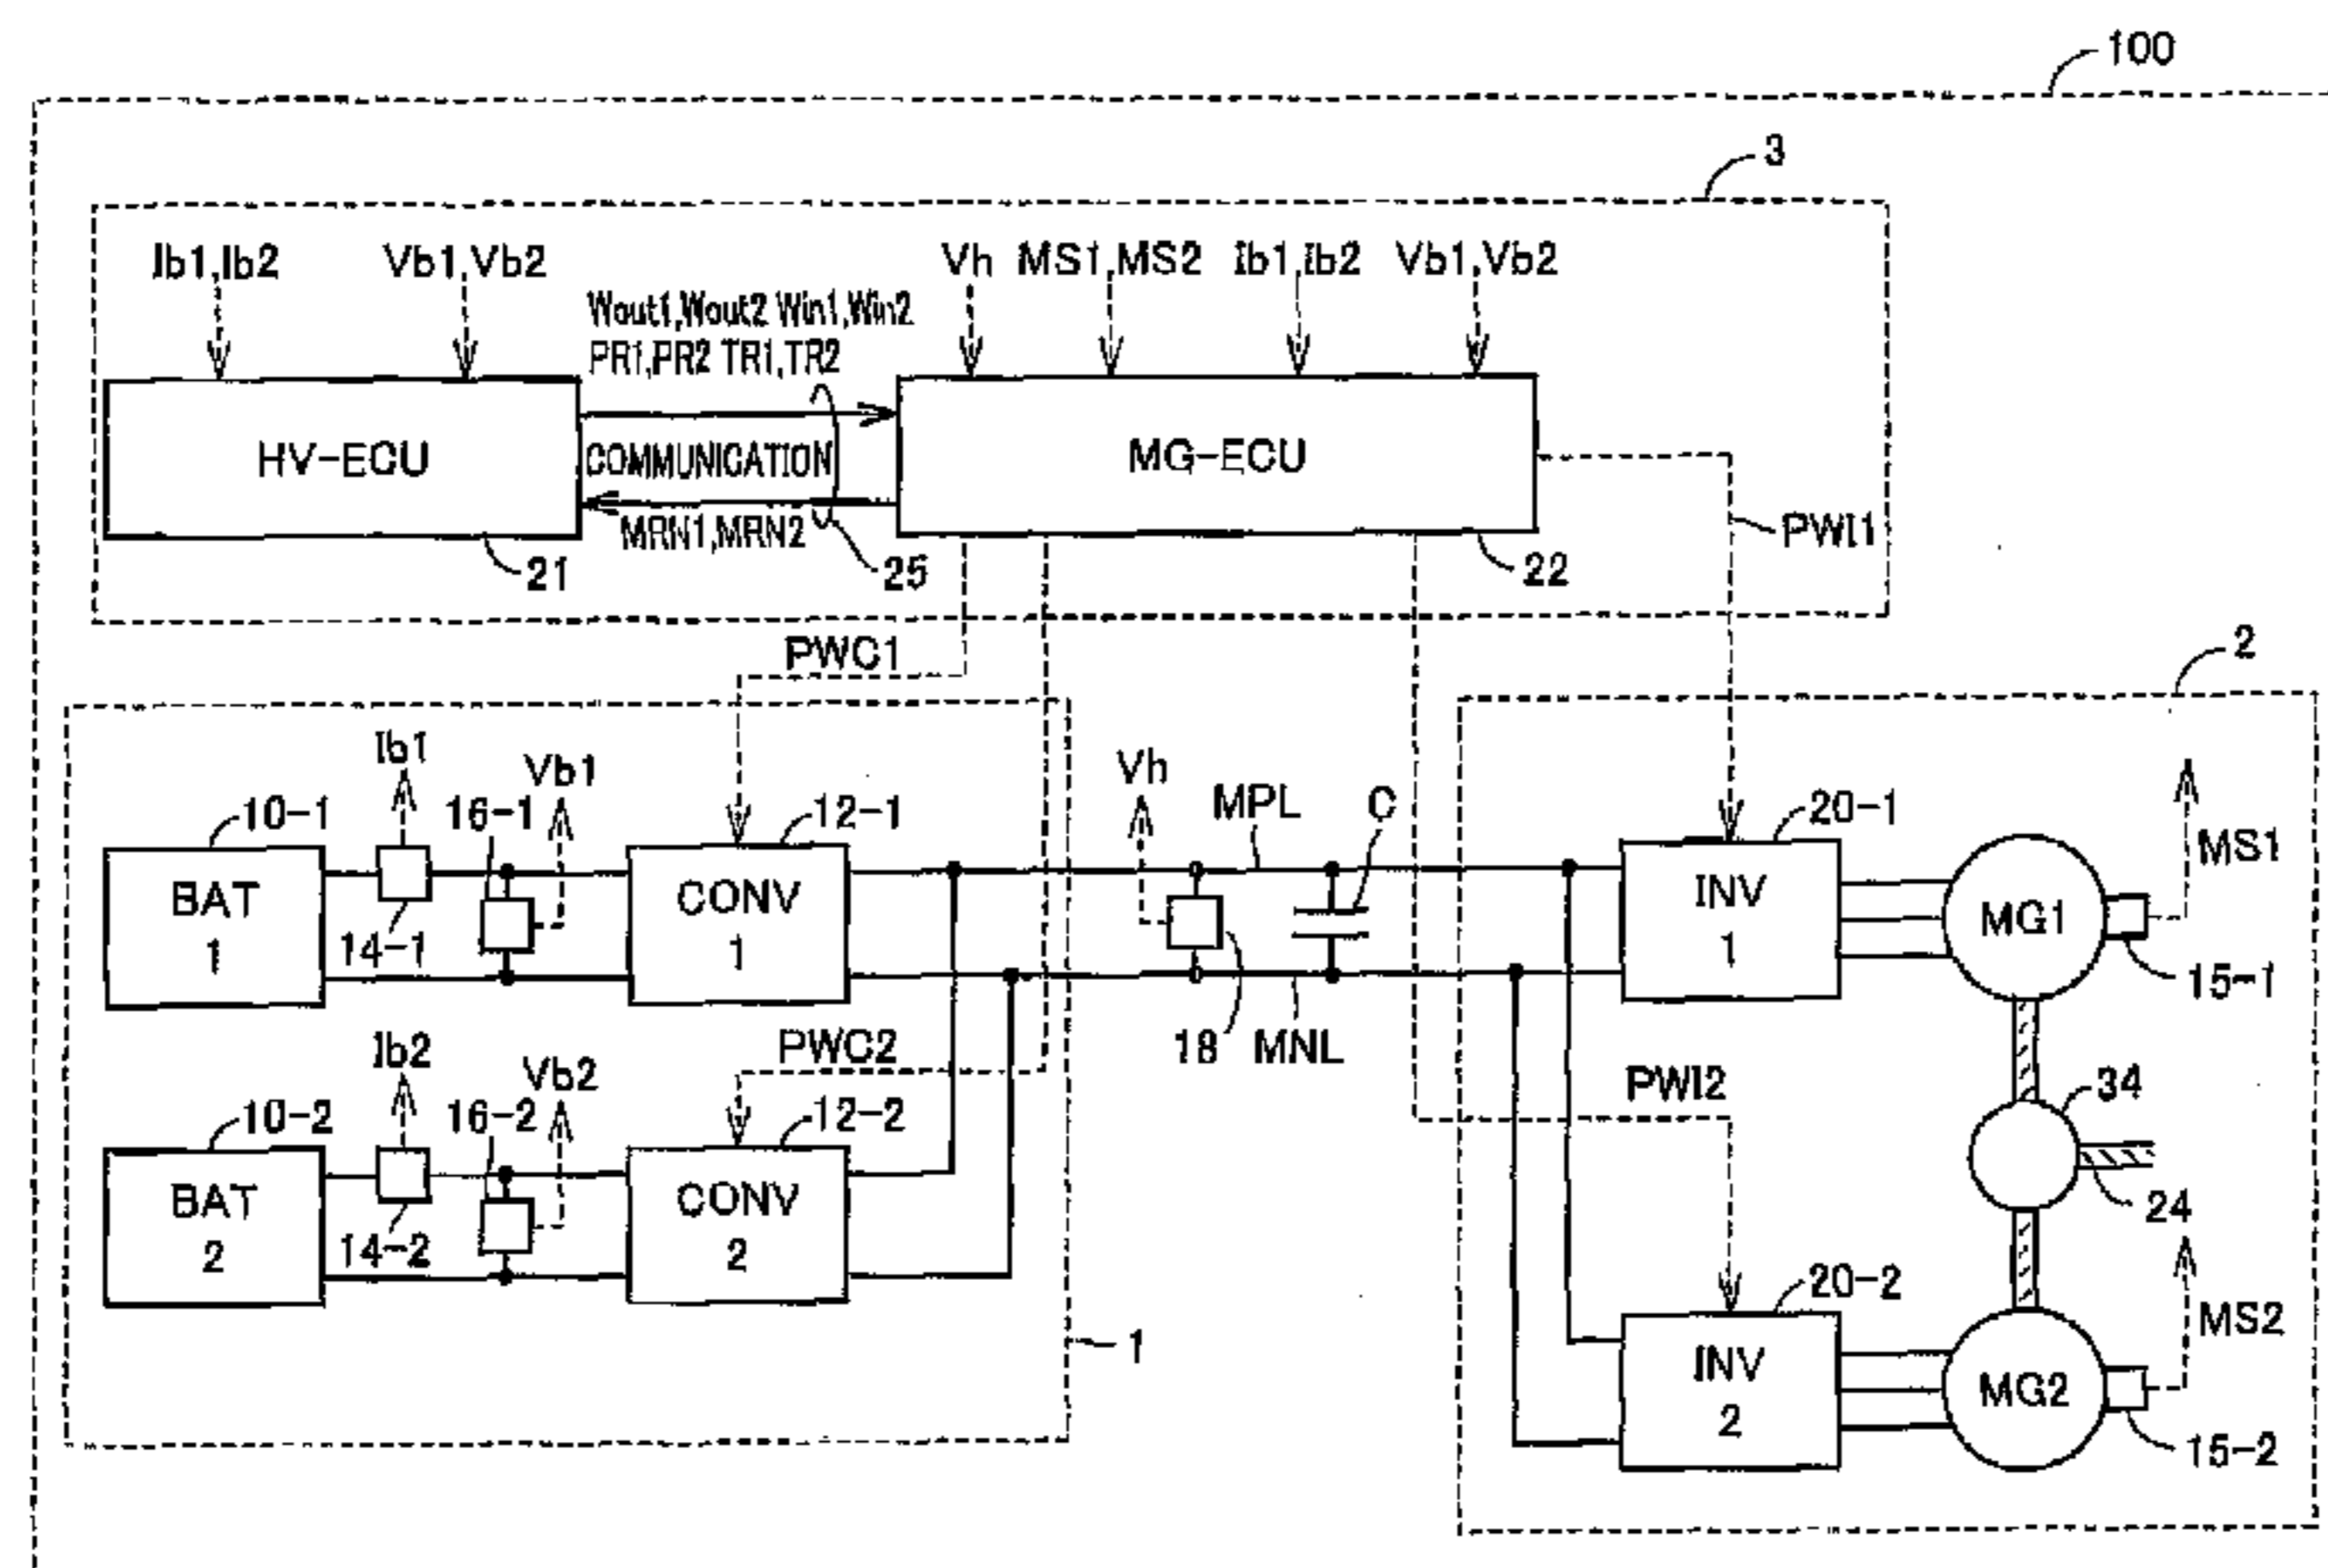 100
3
Ib1,Ib2
Vb1,Vb2
Vh
MS1,MS2
Ib1,Ib2
Vb1,Vb2
Wout1,Wout2 Win1,Win2
PR1,PR2 TR1,TR2
HV-ECU
COMMUNICATION
MG-ECU
MRN1,MRN2
21
25
22
PWI1
PWC1
2
Ib1
Vb1
Vh
MPL
C
10-1
16-1
12-1
20-1
MS1
BAT
1
14-1
CONV
1
INV
1
MG1
15-1
18
MNL
Ib2
Vb2
PWC2
PWI2
34
10-2
16-2
12-2
24
BAT
2
14-2
CONV
2
20-2
MS2
1
INV
2
MG2
15-2